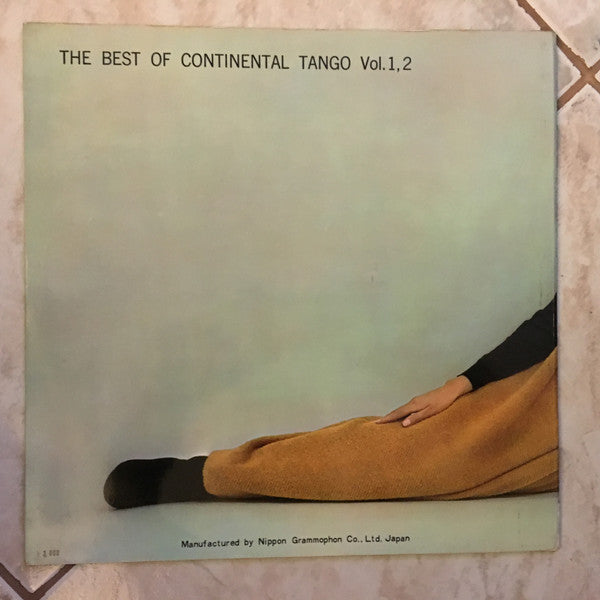 THE BEST OF CONTINENTAL TANGO Vol.1,2
Manufactured by Nippon Grammophon Co., Ltd. Japan